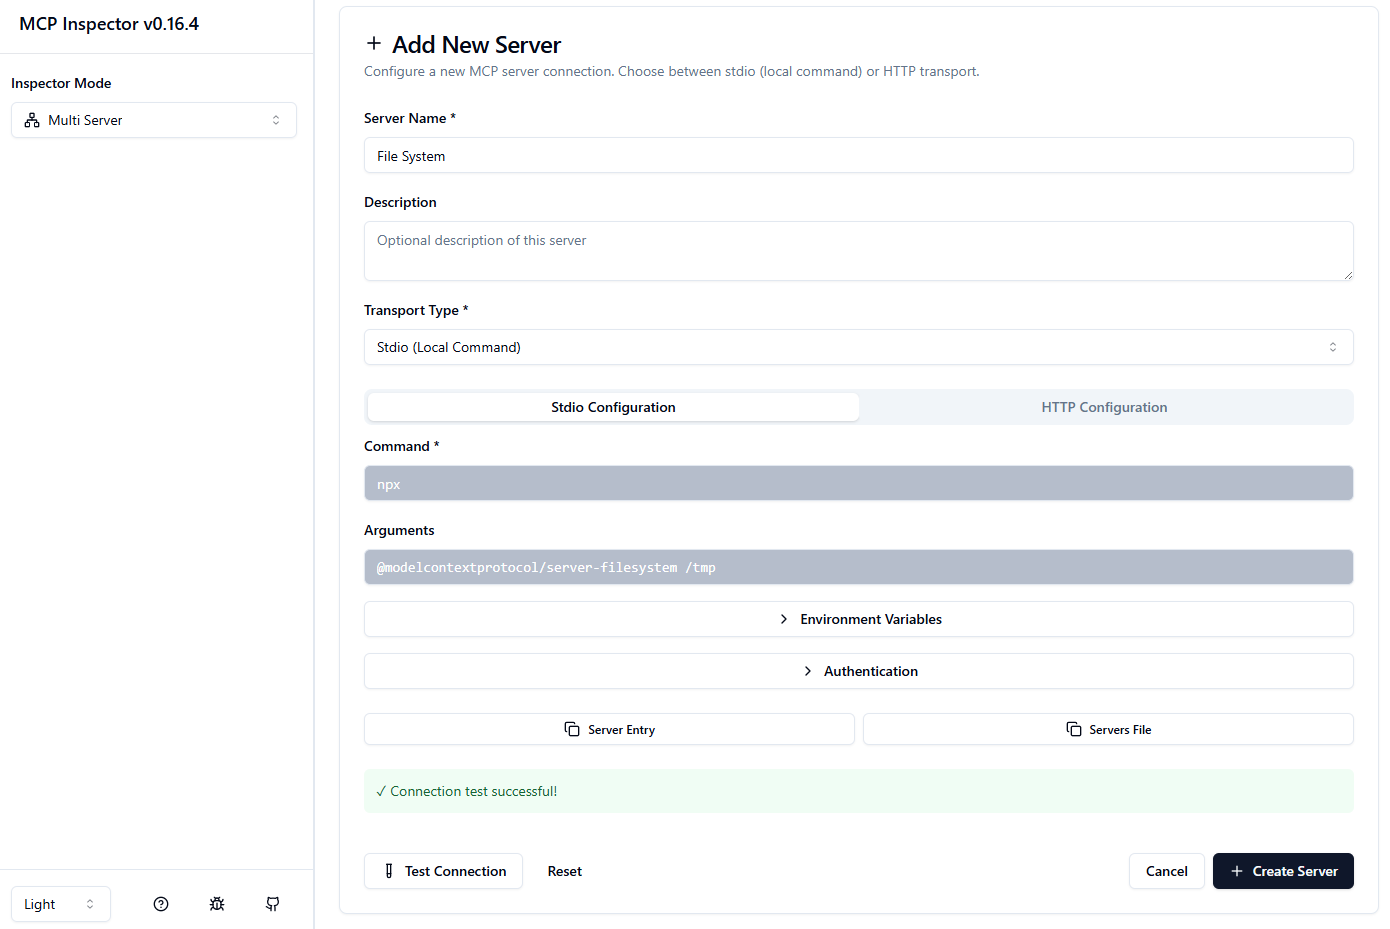 MCP Inspector v0.16.4
Inspector Mode
Multi Server
Light
Add New Server
Configure a new MCP server connection. Choose between stdio (local command) or HTTP transport.
Server Name *
File System
Description
Optional description of this server
Transport Type *
Stdio (Local Command)
Stdio Configuration
HTTP Configuration
Command *
npx
Arguments
@modelcontextprotocol/server-filesystem /tmp
Environment Variables
Authentication
Server Entry
Servers File
✓ Connection test successful!
Test Connection
Reset
Cancel
Create Server